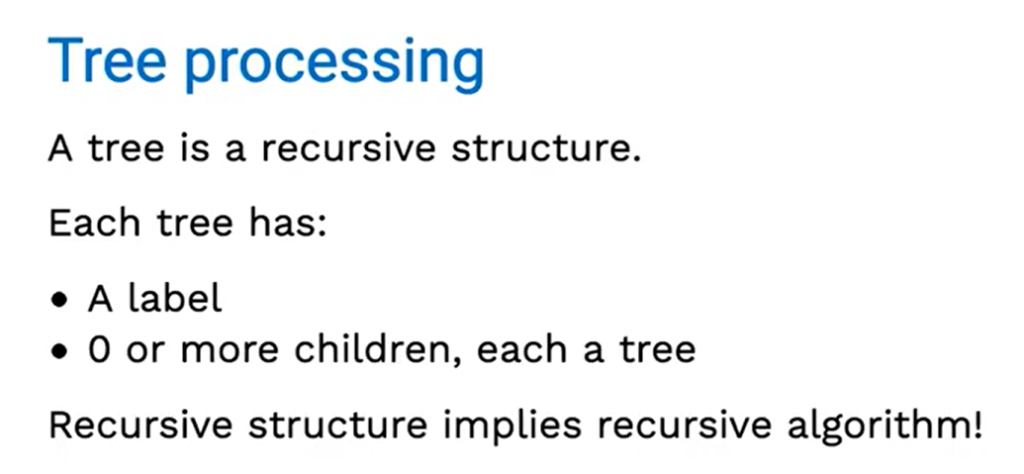 Tree processing
A tree is a recursive structure.
Each tree has:
• A label
• 0 or more children, each a tree
Recursive structure implies recursive algorithm!